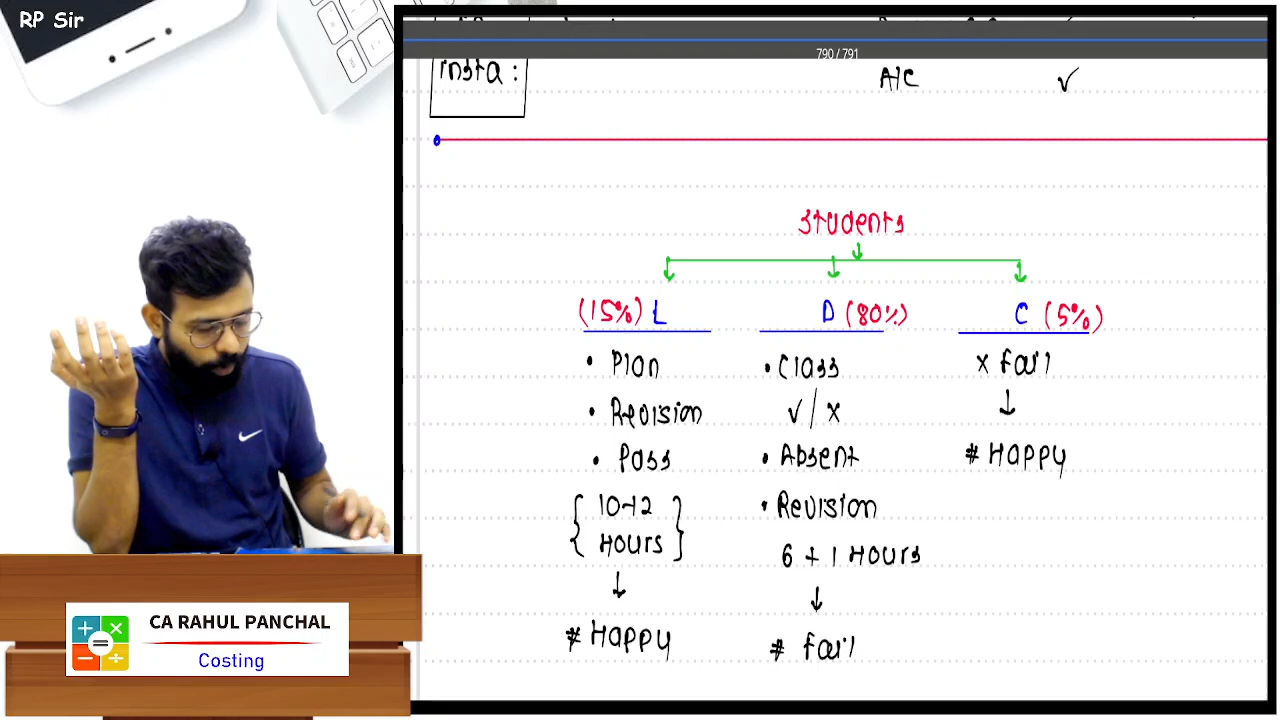 RP Sir
790 / 791
insta :
A/C ✓
Students
(15%) L D (80%) C (5%)
• Plan • Class x fail
• Revision ✓ / x ↓
• Pass • Absent # Happy
{ 10-12 • Revision
Hours } 6 + 1 Hours
↓ ↓
# Happy # fail
CA RAHUL PANCHAL
Costing